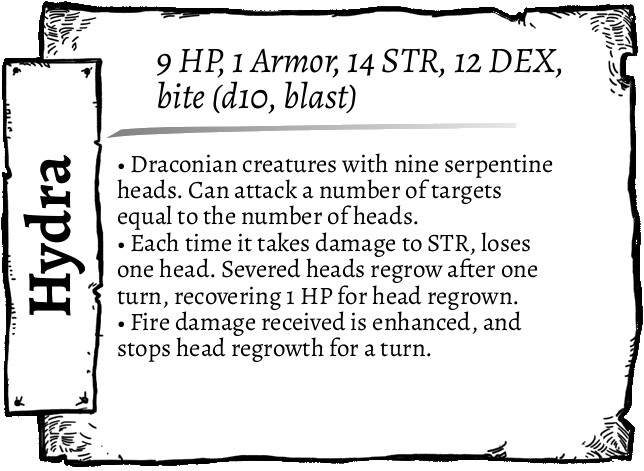 Hydra
9 HP, 1 Armor, 14 STR, 12 DEX,
bite (d10, blast)
• Draconian creatures with nine serpentine
heads. Can attack a number of targets
equal to the number of heads.
• Each time it takes damage to STR, loses
one head. Severed heads regrow after one
turn, recovering 1 HP for head regrown.
• Fire damage received is enhanced, and
stops head regrowth for a turn.